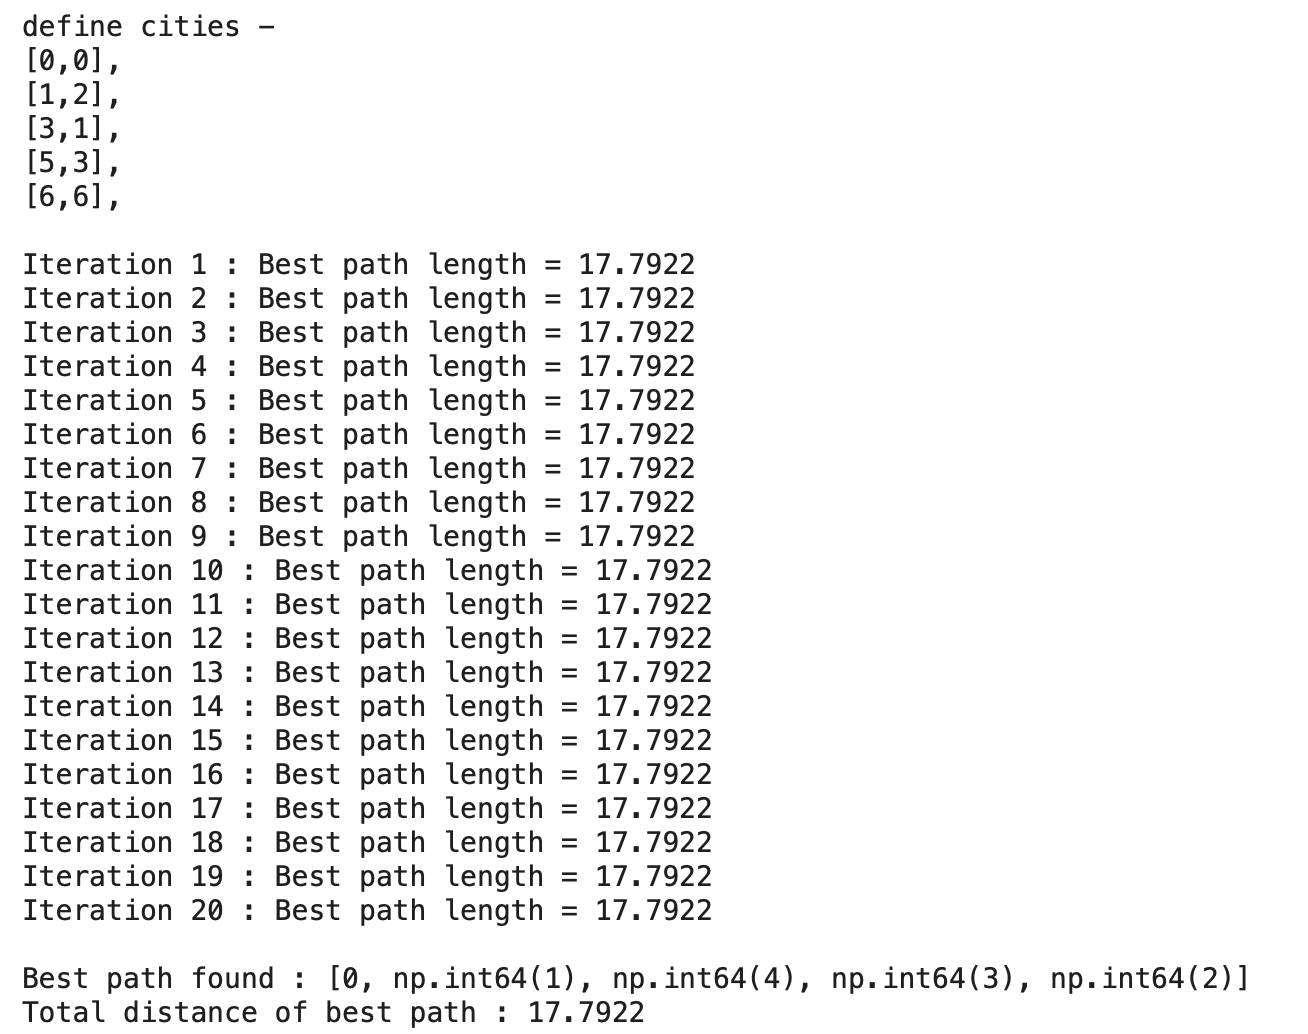 define cities –
[0,0],
[1,2],
[3,1],
[5,3],
[6,6],
Iteration 1 : Best path length = 17.7922
Iteration 2 : Best path length = 17.7922
Iteration 3 : Best path length = 17.7922
Iteration 4 : Best path length = 17.7922
Iteration 5 : Best path length = 17.7922
Iteration 6 : Best path length = 17.7922
Iteration 7 : Best path length = 17.7922
Iteration 8 : Best path length = 17.7922
Iteration 9 : Best path length = 17.7922
Iteration 10 : Best path length = 17.7922
Iteration 11 : Best path length = 17.7922
Iteration 12 : Best path length = 17.7922
Iteration 13 : Best path length = 17.7922
Iteration 14 : Best path length = 17.7922
Iteration 15 : Best path length = 17.7922
Iteration 16 : Best path length = 17.7922
Iteration 17 : Best path length = 17.7922
Iteration 18 : Best path length = 17.7922
Iteration 19 : Best path length = 17.7922
Iteration 20 : Best path length = 17.7922
Best path found : [0, np.int64(1), np.int64(4), np.int64(3), np.int64(2)]
Total distance of best path : 17.7922